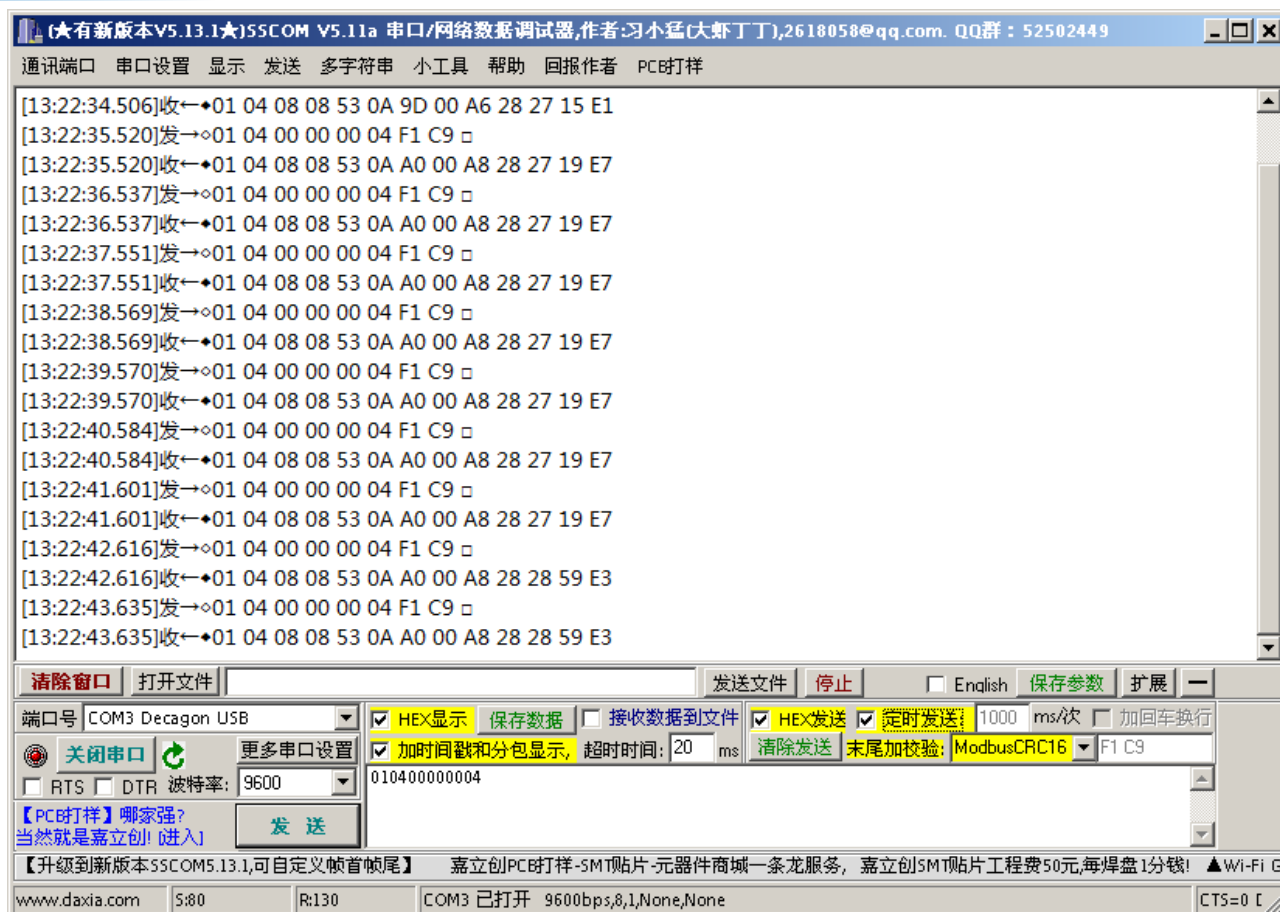 (★有新版本V5.13.1★)SSCOM V5.11a 串口/网络数据调试器,作者:习小猛(大虾丁丁),2618058@qq.com. QQ群：52502449
通讯端口 串口设置 显示 发送 多字符串 小工具 帮助 回报作者 PCB打样
[13:22:34.506]收←◆01 04 08 08 53 0A 9D 00 A6 28 27 15 E1
[13:22:35.520]发→◇01 04 00 00 00 04 F1 C9 □
[13:22:35.520]收←◆01 04 08 08 53 0A A0 00 A8 28 27 19 E7
[13:22:36.537]发→◇01 04 00 00 00 04 F1 C9 □
[13:22:36.537]收←◆01 04 08 08 53 0A A0 00 A8 28 27 19 E7
[13:22:37.551]发→◇01 04 00 00 00 04 F1 C9 □
[13:22:37.551]收←◆01 04 08 08 53 0A A0 00 A8 28 27 19 E7
[13:22:38.569]发→◇01 04 00 00 00 04 F1 C9 □
[13:22:38.569]收←◆01 04 08 08 53 0A A0 00 A8 28 27 19 E7
[13:22:39.570]发→◇01 04 00 00 00 04 F1 C9 □
[13:22:39.570]收←◆01 04 08 08 53 0A A0 00 A8 28 27 19 E7
[13:22:40.584]发→◇01 04 00 00 00 04 F1 C9 □
[13:22:40.584]收←◆01 04 08 08 53 0A A0 00 A8 28 27 19 E7
[13:22:41.601]发→◇01 04 00 00 00 04 F1 C9 □
[13:22:41.601]收←◆01 04 08 08 53 0A A0 00 A8 28 27 19 E7
[13:22:42.616]发→◇01 04 00 00 00 04 F1 C9 □
[13:22:42.616]收←◆01 04 08 08 53 0A A0 00 A8 28 28 59 E3
[13:22:43.635]发→◇01 04 00 00 00 04 F1 C9 □
[13:22:43.635]收←◆01 04 08 08 53 0A A0 00 A8 28 28 59 E3
清除窗口 打开文件 发送文件 停止 English 保存参数 扩展 —
端口号 COM3 Decagon USB HEX显示 保存数据 接收数据到文件 HEX发送 定时发送: 1000 ms/次 加回车换行
关闭串口 更多串口设置 加时间戳和分包显示, 超时时间: 20 ms 清除发送 末尾加校验: ModbusCRC16 F1 C9
RTS DTR 波特率: 9600 010400000004
【PCB打样】哪家强?
当然就是嘉立创! [进入] 发 送
【升级到新版本SSCOM5.13.1,可自定义帧首帧尾】 嘉立创PCB打样-SMT贴片-元器件商城一条龙服务, 嘉立创SMT贴片工程费50元,每焊盘1分钱! ▲Wi-Fi
www.daxia.com S:80 R:130 COM3 已打开 9600bps,8,1,None,None CTS=0